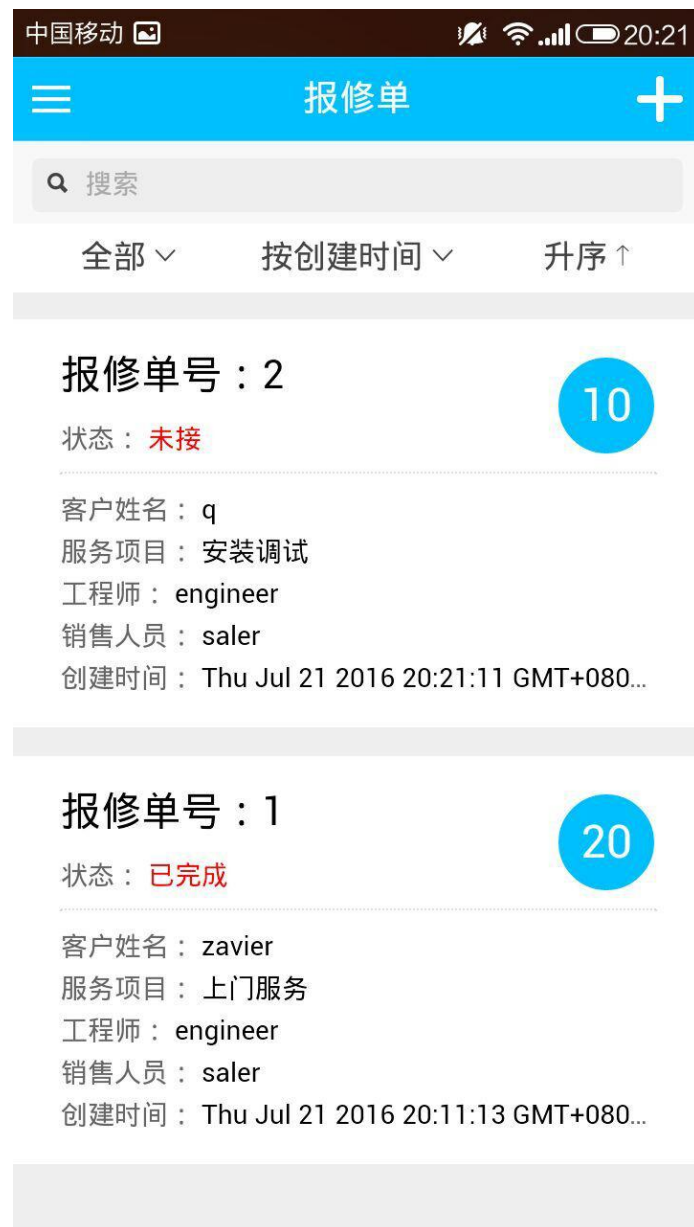 中国移动 20:21
报修单
搜索
全部 按创建时间 升序↑
报修单号：2
10
状态：未接
客户姓名：q
服务项目：安装调试
工程师：engineer
销售人员：saler
创建时间：Thu Jul 21 2016 20:21:11 GMT+080...
报修单号：1
20
状态：已完成
客户姓名：zavier
服务项目：上门服务
工程师：engineer
销售人员：saler
创建时间：Thu Jul 21 2016 20:11:13 GMT+080...